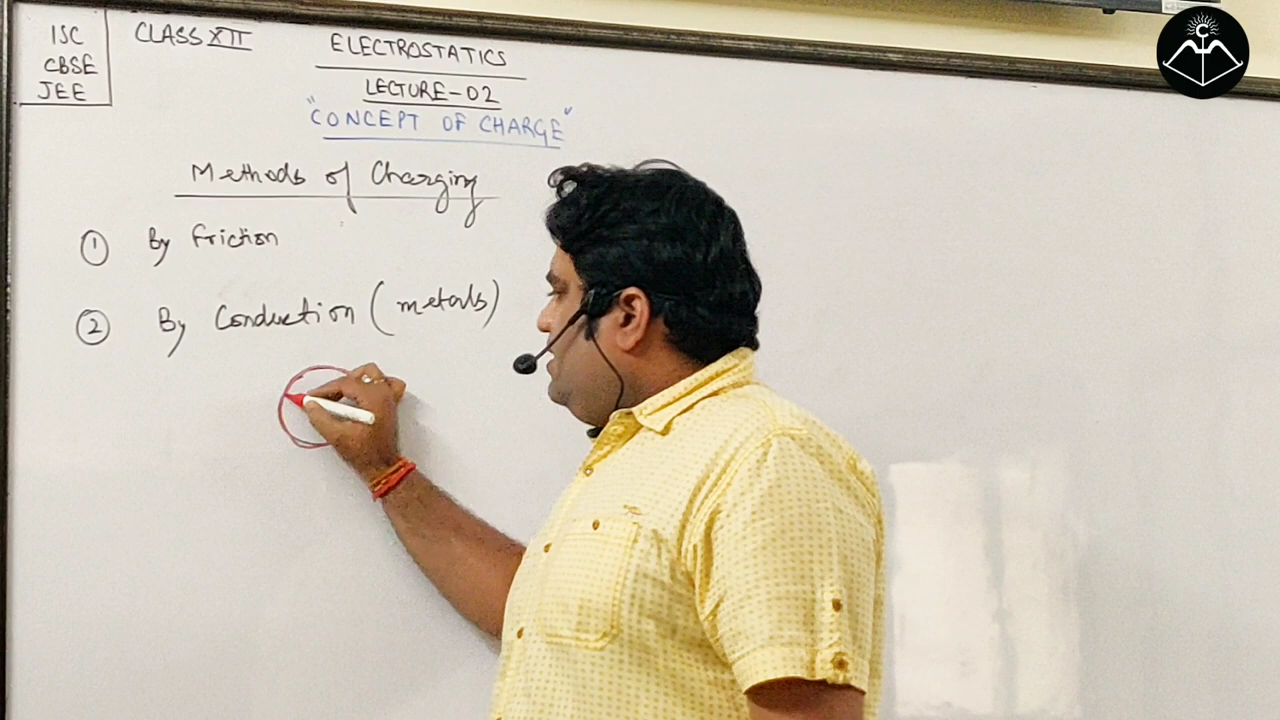 ISC
CBSE
JEE
CLASS XII
ELECTROSTATICS
LECTURE-02
"CONCEPT OF CHARGE"
Methods of Charging
① By friction
② By Conduction (metals)
C